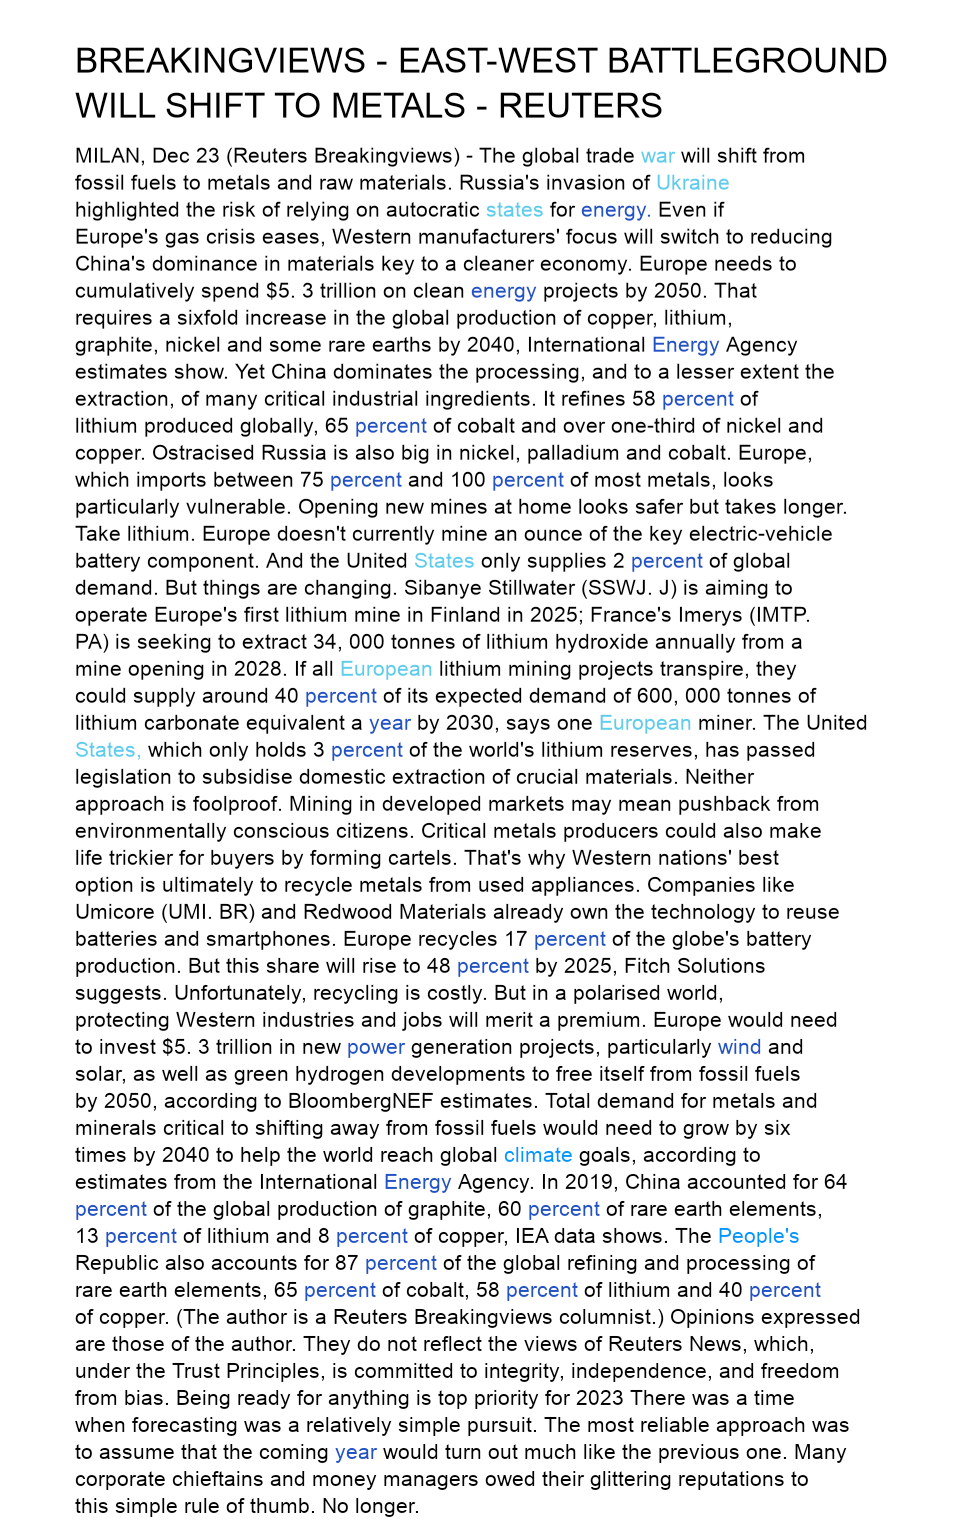 BREAKINGVIEWS - EAST-WEST BATTLEGROUND
WILL SHIFT TO METALS - REUTERS
MILAN, Dec 23 (Reuters Breakingviews) - The global trade war will shift from
fossil fuels to metals and raw materials. Russia's invasion of Ukraine
highlighted the risk of relying on autocratic states for energy. Even if
Europe's gas crisis eases, Western manufacturers' focus will switch to reducing
China's dominance in materials key to a cleaner economy. Europe needs to
cumulatively spend $5. 3 trillion on clean energy projects by 2050. That
requires a sixfold increase in the global production of copper, lithium,
graphite, nickel and some rare earths by 2040, International Energy Agency
estimates show. Yet China dominates the processing, and to a lesser extent the
extraction, of many critical industrial ingredients. It refines 58 percent of
lithium produced globally, 65 percent of cobalt and over one-third of nickel and
copper. Ostracised Russia is also big in nickel, palladium and cobalt. Europe,
which imports between 75 percent and 100 percent of most metals, looks
particularly vulnerable. Opening new mines at home looks safer but takes longer.
Take lithium. Europe doesn't currently mine an ounce of the key electric-vehicle
battery component. And the United States only supplies 2 percent of global
demand. But things are changing. Sibanye Stillwater (SSWJ. J) is aiming to
operate Europe's first lithium mine in Finland in 2025; France's Imerys (IMTP.
PA) is seeking to extract 34, 000 tonnes of lithium hydroxide annually from a
mine opening in 2028. If all European lithium mining projects transpire, they
could supply around 40 percent of its expected demand of 600, 000 tonnes of
lithium carbonate equivalent a year by 2030, says one European miner. The United
States, which only holds 3 percent of the world's lithium reserves, has passed
legislation to subsidise domestic extraction of crucial materials. Neither
approach is foolproof. Mining in developed markets may mean pushback from
environmentally conscious citizens. Critical metals producers could also make
life trickier for buyers by forming cartels. That's why Western nations' best
option is ultimately to recycle metals from used appliances. Companies like
Umicore (UMI. BR) and Redwood Materials already own the technology to reuse
batteries and smartphones. Europe recycles 17 percent of the globe's battery
production. But this share will rise to 48 percent by 2025, Fitch Solutions
suggests. Unfortunately, recycling is costly. But in a polarised world,
protecting Western industries and jobs will merit a premium. Europe would need
to invest $5. 3 trillion in new power generation projects, particularly wind and
solar, as well as green hydrogen developments to free itself from fossil fuels
by 2050, according to BloombergNEF estimates. Total demand for metals and
minerals critical to shifting away from fossil fuels would need to grow by six
times by 2040 to help the world reach global climate goals, according to
estimates from the International Energy Agency. In 2019, China accounted for 64
percent of the global production of graphite, 60 percent of rare earth elements,
13 percent of lithium and 8 percent of copper, IEA data shows. The People's
Republic also accounts for 87 percent of the global refining and processing of
rare earth elements, 65 percent of cobalt, 58 percent of lithium and 40 percent
of copper. (The author is a Reuters Breakingviews columnist.) Opinions expressed
are those of the author. They do not reflect the views of Reuters News, which,
under the Trust Principles, is committed to integrity, independence, and freedom
from bias. Being ready for anything is top priority for 2023 There was a time
when forecasting was a relatively simple pursuit. The most reliable approach was
to assume that the coming year would turn out much like the previous one. Many
corporate chieftains and money managers owed their glittering reputations to
this simple rule of thumb. No longer.